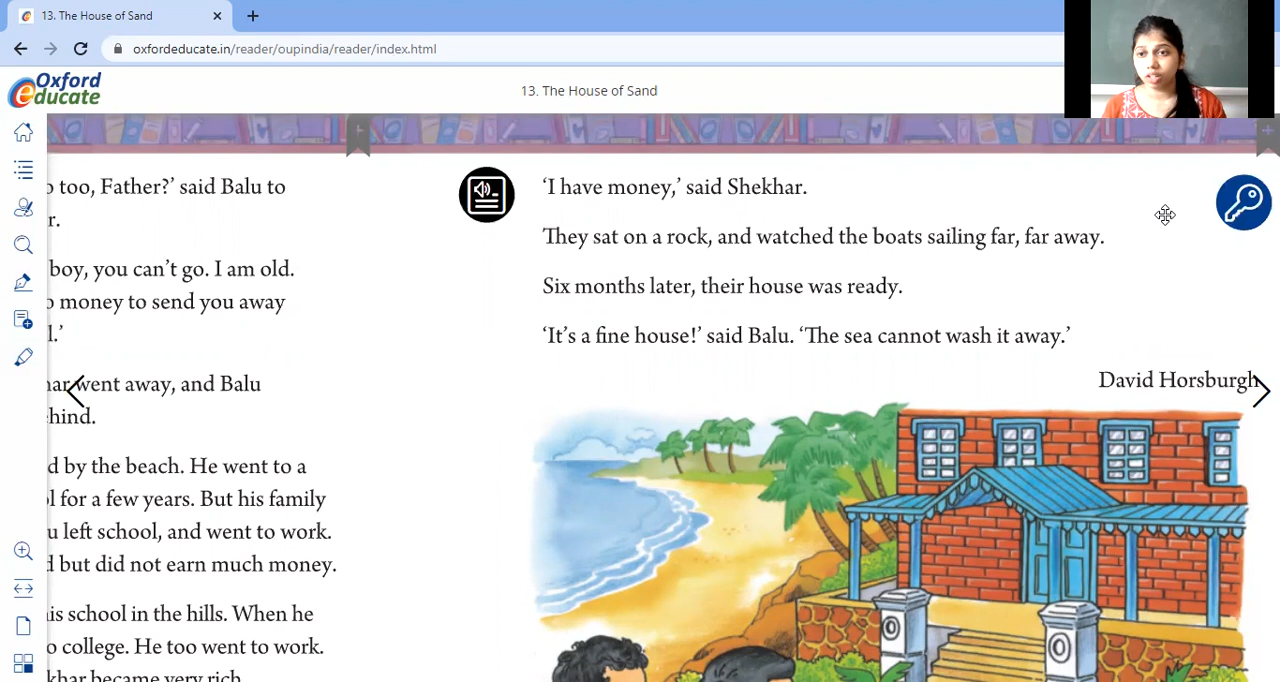 13. The House of Sand
oxfordeducate.in/reader/oupindia/reader/index.html
Oxford
educate
13. The House of Sand
o too, Father?’ said Balu to
r.
boy, you can’t go. I am old.
o money to send you away
l.’
went away, and Balu
hind.
d by the beach. He went to a
l for a few years. But his family
u left school, and went to work.
d but did not earn much money.
is school in the hills. When he
o college. He too went to work.
khar became very rich
‘I have money,’ said Shekhar.
They sat on a rock, and watched the boats sailing far, far away.
Six months later, their house was ready.
‘It’s a fine house!’ said Balu. ‘The sea cannot wash it away.’
David Horsburgh